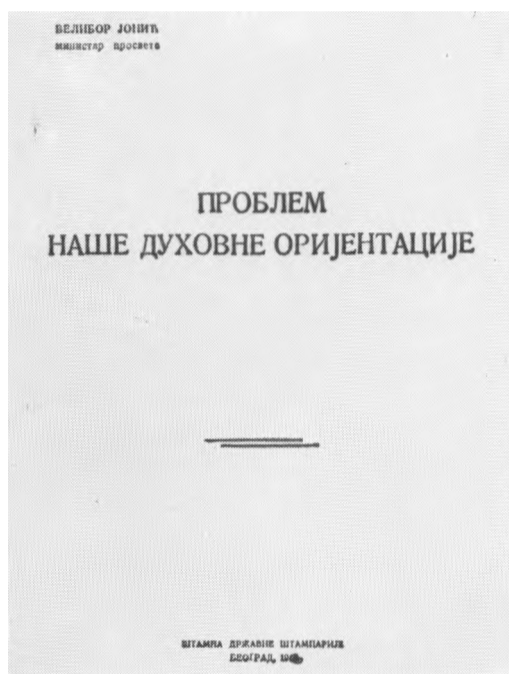 ВЕЛИБОР ЈОНИЋ
министар просвете
ПРОБЛЕМ
НАШЕ ДУХОВНЕ ОРИЈЕНТАЦИЈЕ
ШТАМПА ДРЖАВНЕ ШТАМПАРИЈЕ
БЕОГРАД,